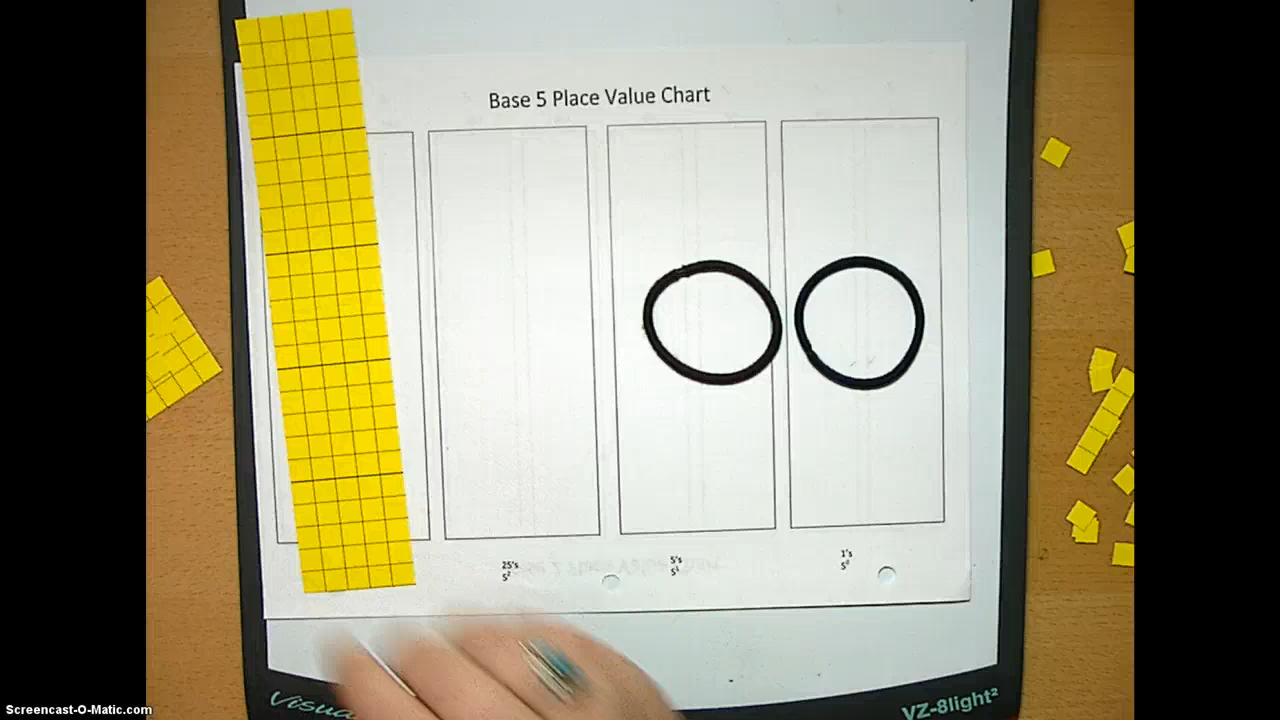 Base 5 Place Value Chart
25's
5²
5's
5¹
1's
5⁰
VZ-8light²
Screencast-O-Matic.com